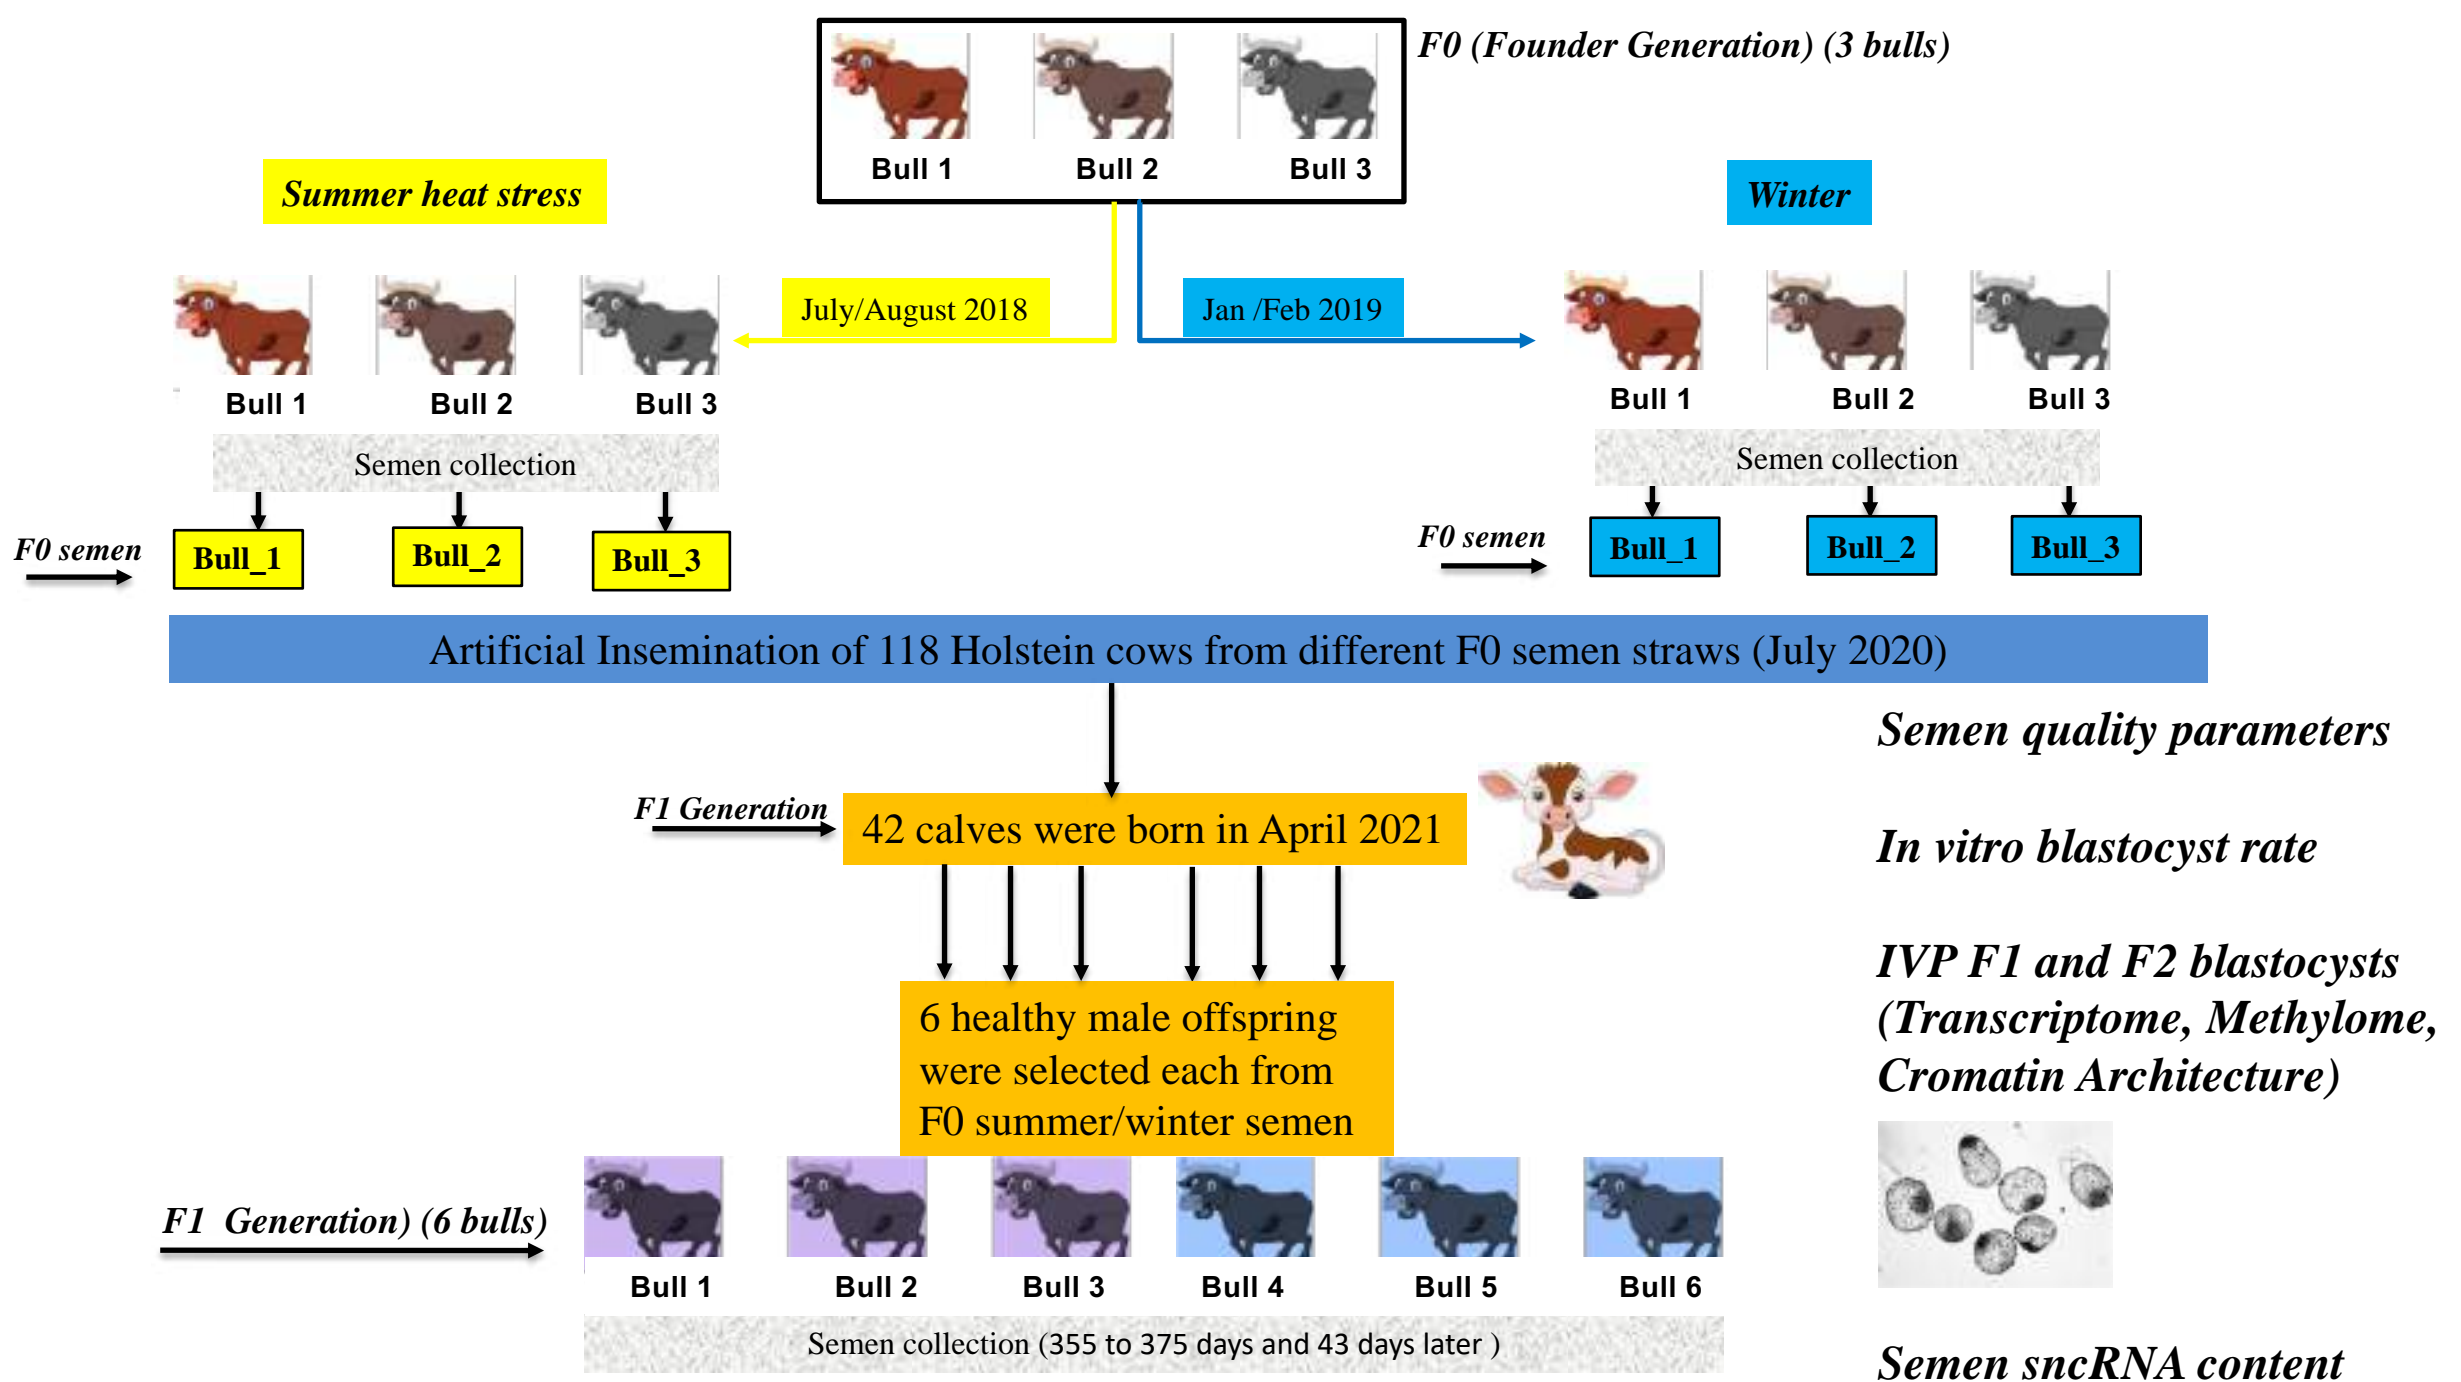 F0 (Founder Generation) (3 bulls)
Bull 1
Bull 2
Bull 3
Summer heat stress
Winter
July/August 2018
Jan /Feb 2019
Bull 1
Bull 2
Bull 3
Bull 1
Bull 2
Bull 3
Semen collection
Semen collection
F0 semen
Bull_1
Bull_2
Bull_3
F0 semen
Bull_1
Bull_2
Bull_3
Artificial Insemination of 118 Holstein cows from different F0 semen straws (July 2020)
F1 Generation
42 calves were born in April 2021
6 healthy male offspring
were selected each from
F0 summer/winter semen
F1 Generation) (6 bulls)
Bull 1
Bull 2
Bull 3
Bull 4
Bull 5
Bull 6
Semen collection (355 to 375 days and 43 days later )
Semen quality parameters
In vitro blastocyst rate
IVP F1 and F2 blastocysts
(Transcriptome, Methylome,
Cromatin Architecture)
Semen sncRNA content